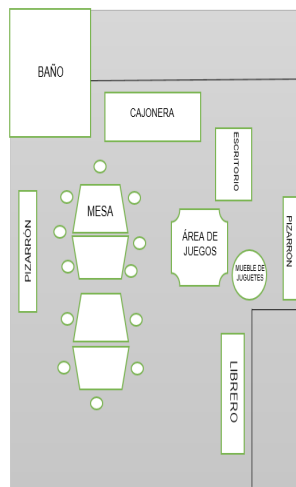 BAÑO
CAJONERA
ESCRITORIO
MESA
PIZARRÓN
ÁREA DE
JUEGOS
MUEBLE DE
JUGUETES
PIZARRÓN
LIBRERO